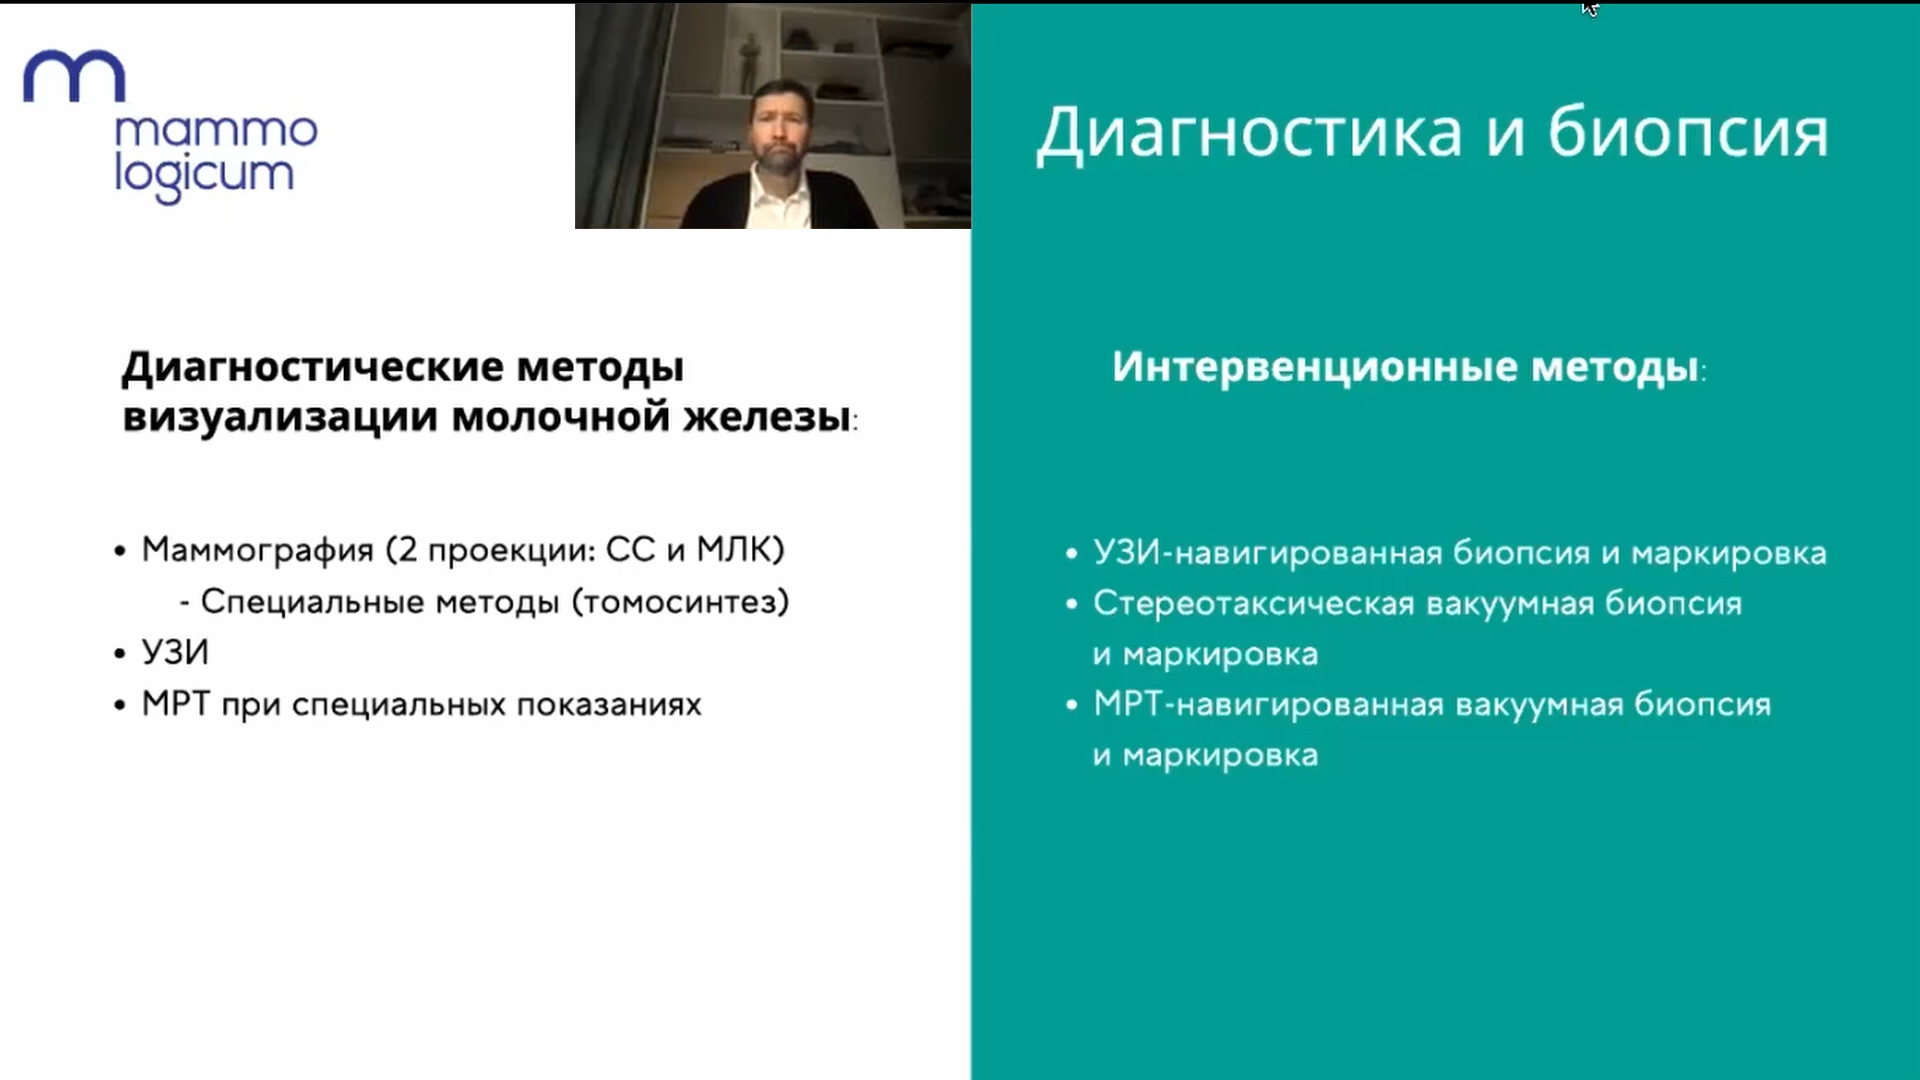 mammo
logicum
Диагностика и биопсия
Диагностические методы
визуализации молочной железы:
• Маммография (2 проекции: СС и МЛК)
- Специальные методы (томосинтез)
• УЗИ
• МРТ при специальных показаниях
Интервенционные методы:
• УЗИ-навигированная биопсия и маркировка
• Стереотаксическая вакуумная биопсия
и маркировка
• МРТ-навигированная вакуумная биопсия
и маркировка